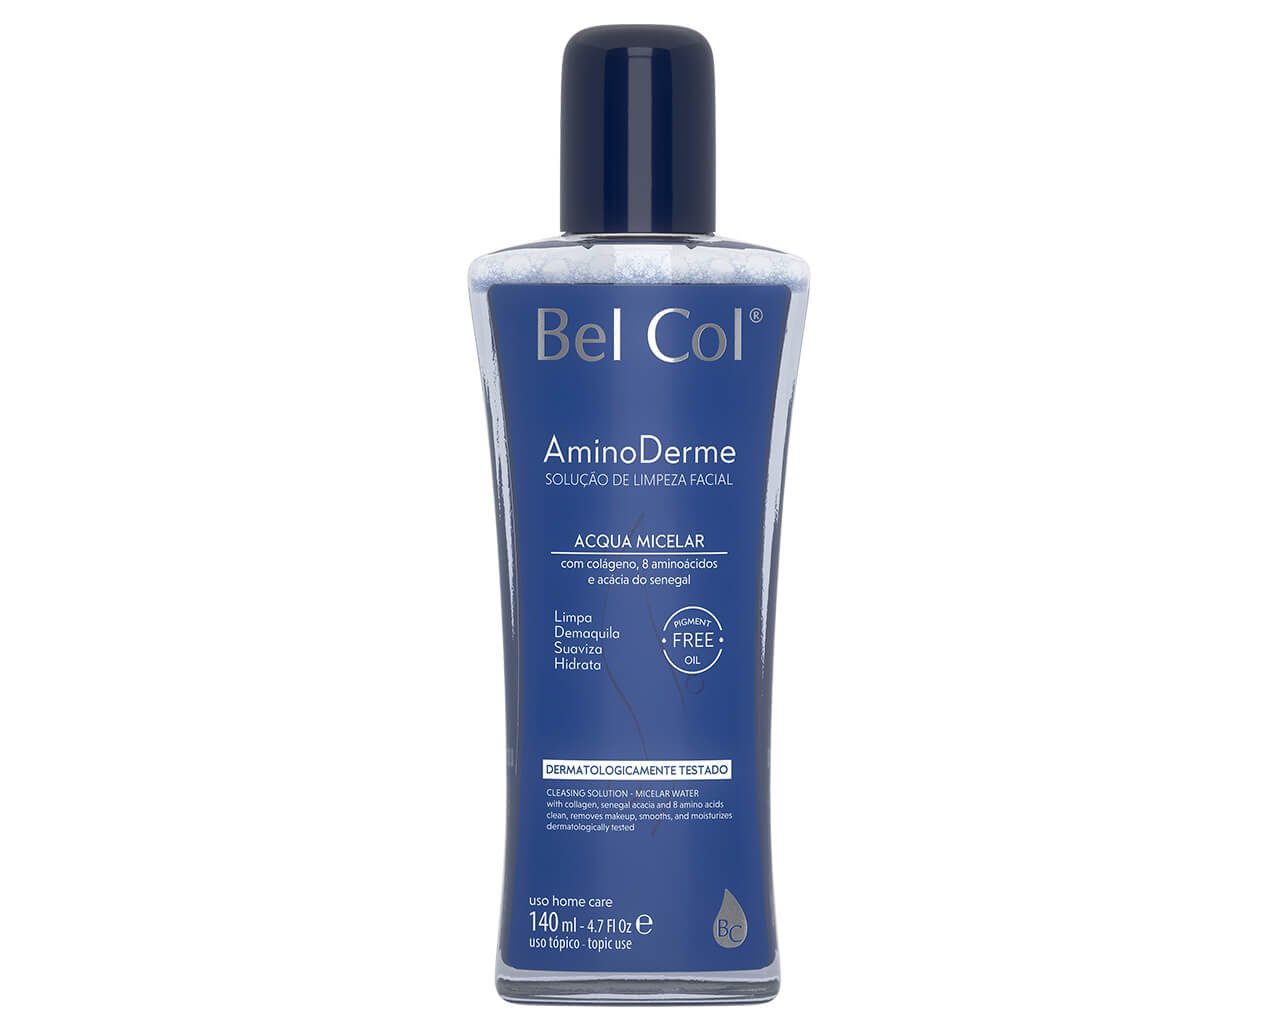 Bel Col®
AminoDerme
SOLUÇÃO DE LIMPEZA FACIAL
ACQUA MICELAR
com colágeno, 8 aminoácidos
e acácia do senegal
Limpa
Demaquila
Suaviza
Hidrata
PIGMENT
FREE
OIL
DERMATOLOGICAMENTE TESTADO
CLEASING SOLUTION - MICELAR WATER
with collagen, senegal acacia and 8 amino acids
clean, removes makeup, smooths, and moisturizes
dermatologically tested
uso home care
140 ml - 4.7 Fl Oz ℮
uso tópico - topic use
BC